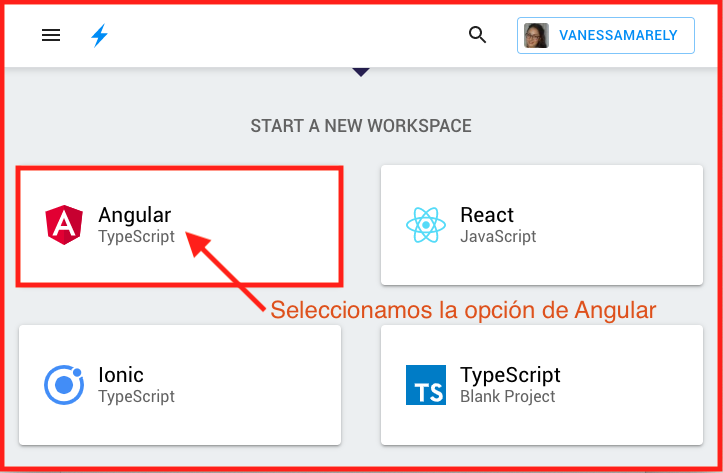 VANESSAMARELY
START A NEW WORKSPACE
Angular
TypeScript
React
JavaScript
Seleccionamos la opción de Angular
Ionic
TypeScript
TS
TypeScript
Blank Project